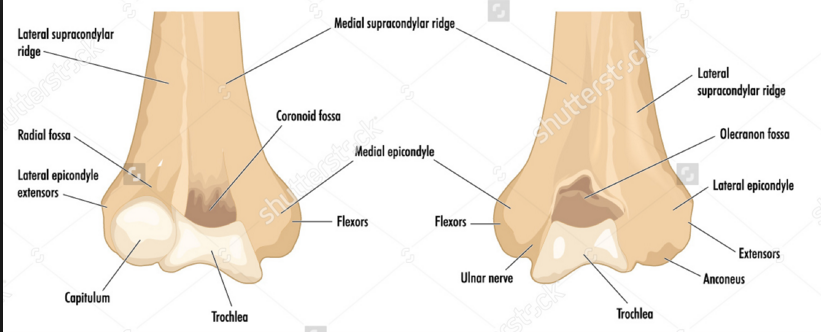 Lateral supracondylar
ridge
Medial supracondylar ridge
Lateral
supracondylar ridge
Coronoid fossa
Radial fossa
Olecranon fossa
Medial epicondyle
Lateral epicondyle
extensors
Lateral epicondyle
Flexors
Flexors
Extensors
Ulnar nerve
Anconeus
Capitulum
Trochlea
Trochlea
shutterstock
shutterstock
shutterstock